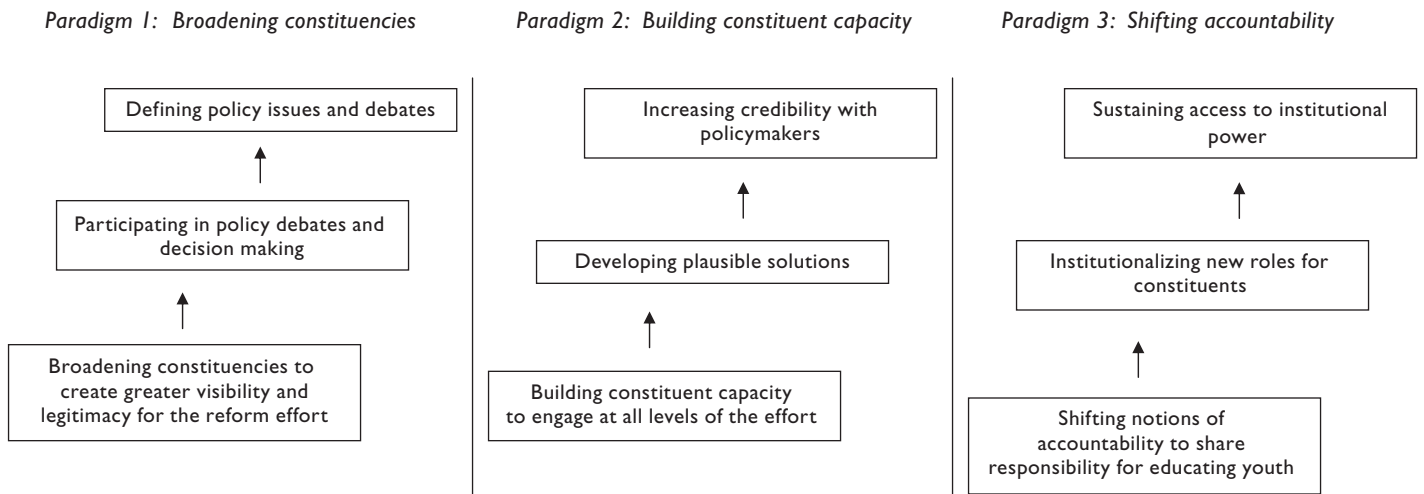 Paradigm 1: Broadening constituencies
Defining policy issues and debates
Participating in policy debates and
decision making
Broadening constituencies to
create greater visibility and
legitimacy for the reform effort
Paradigm 2: Building constituent capacity
Increasing credibility with
policymakers
Developing plausible solutions
Building constituent capacity
to engage at all levels of the effort
Paradigm 3: Shifting accountability
Sustaining access to institutional
power
Institutionalizing new roles for
constituents
Shifting notions of
accountability to share
responsibility for educating youth